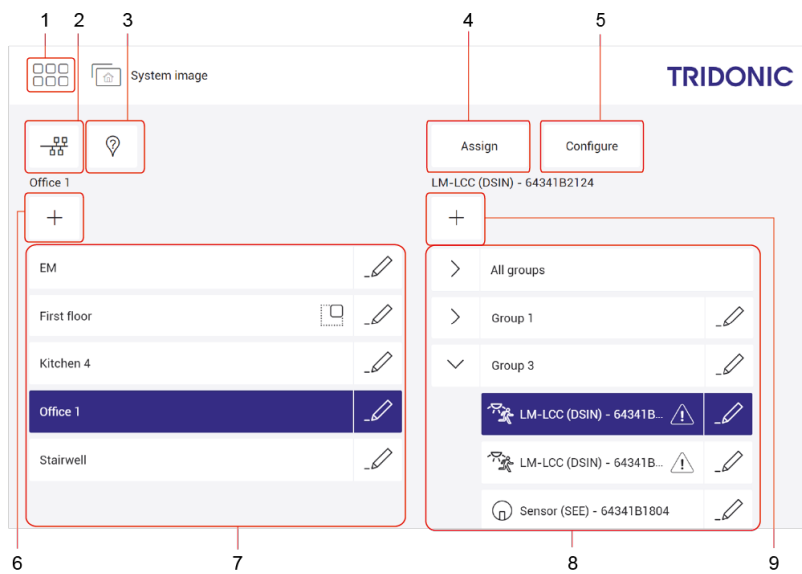 1 2 3 4 5
System image
TRIDONIC
Assign Configure
Office 1
LM-LCC (DSIN) - 64341B2124
EM
First floor
Kitchen 4
Office 1
Stairwell
All groups
Group 1
Group 3
LM-LCC (DSIN) - 64341B...
LM-LCC (DSIN) - 64341B...
Sensor (SEE) - 64341B1804
6 7 8 9